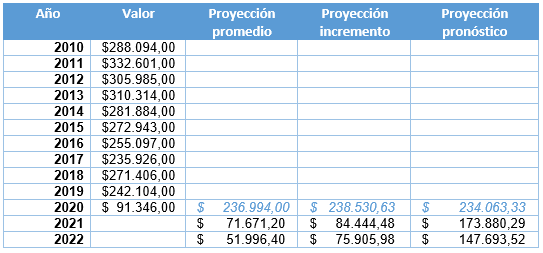 Año Valor Proyección promedio Proyección incremento Proyección pronóstico
2010 $288.094,00
2011 $332.601,00
2012 $305.985,00
2013 $310.314,00
2014 $281.884,00
2015 $272.943,00
2016 $255.097,00
2017 $235.926,00
2018 $271.406,00
2019 $242.104,00
2020 $ 91.346,00 $ 236.994,00 $ 238.530,63 $ 234.063,33
2021 $ 71.671,20 $ 84.444,48 $ 173.880,29
2022 $ 51.996,40 $ 75.905,98 $ 147.693,52